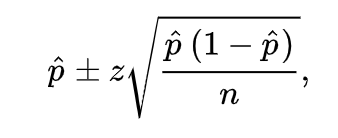 p̂ ± z√(p̂ (1 − p̂) / n),